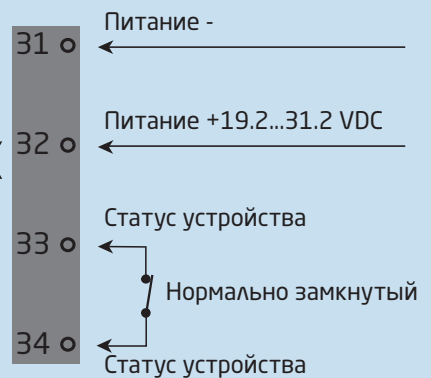 Питание -
31
Питание +19.2...31.2 VDC
32
Статус устройства
33
Нормально замкнутый
34
Статус устройства